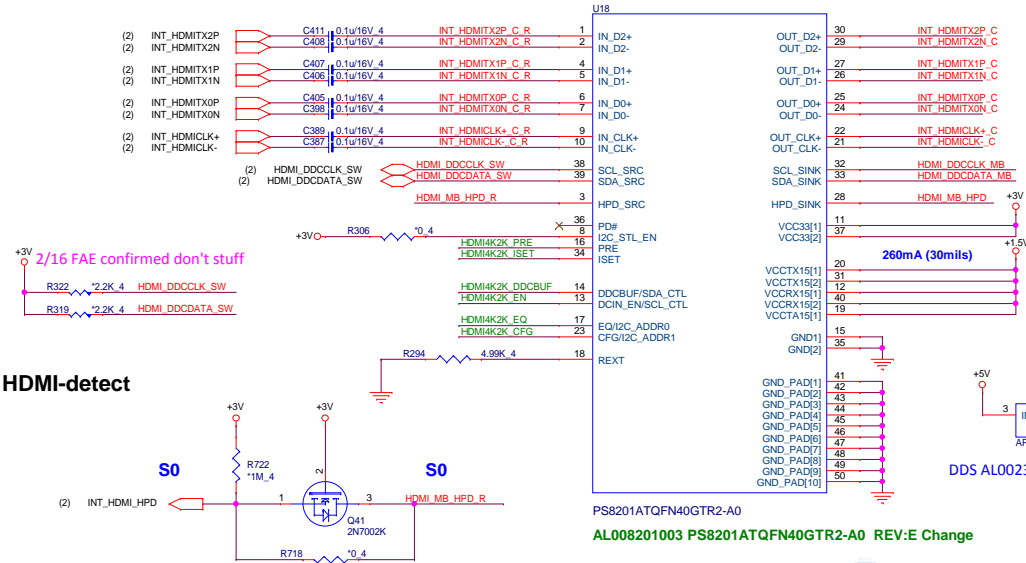 U18
(2) INT_HDMITX2P C411 0.1u/16V_4 INT_HDMITX2P_C_R 1 IN_D2+ OUT_D2+ 30 INT_HDMITX2P_C
(2) INT_HDMITX2N C408 0.1u/16V_4 INT_HDMITX2N_C_R 2 IN_D2- OUT_D2- 29 INT_HDMITX2N_C
(2) INT_HDMITX1P C407 0.1u/16V_4 INT_HDMITX1P_C_R 4 IN_D1+ OUT_D1+ 27 INT_HDMITX1P_C
(2) INT_HDMITX1N C406 0.1u/16V_4 INT_HDMITX1N_C_R 5 IN_D1- OUT_D1- 26 INT_HDMITX1N_C
(2) INT_HDMITX0P C405 0.1u/16V_4 INT_HDMITX0P_C_R 6 IN_D0+ OUT_D0+ 25 INT_HDMITX0P_C
(2) INT_HDMITX0N C398 0.1u/16V_4 INT_HDMITX0N_C_R 7 IN_D0- OUT_D0- 24 INT_HDMITX0N_C
(2) INT_HDMICLK+ C389 0.1u/16V_4 INT_HDMICLK+_C_R 9 IN_CLK+ OUT_CLK+ 22 INT_HDMICLK+_C
(2) INT_HDMICLK- C387 0.1u/16V_4 INT_HDMICLK-_C_R 10 IN_CLK- OUT_CLK- 21 INT_HDMICLK-_C
(2) HDMI_DDCCLK_SW HDMI_DDCCLK_SW 38 SCL_SRC SCL_SINK 32 HDMI_DDCCLK_MB
(2) HDMI_DDCDATA_SW HDMI_DDCDATA_SW 39 SDA_SRC SDA_SINK 33 HDMI_DDCDATA_MB
HDMI_MB_HPD_R 3 HPD_SRC HPD_SINK 28 HDMI_MB_HPD
+3V
36 PD# VCC33[1] 11
+3V R306 *0_4 8 I2C_STL_EN VCC33[2] 37
HDMI4K2K_PRE 16 PRE
HDMI4K2K_ISET 34 ISET
260mA (30mils) +1.5V
VCCTX15[1] 20
VCCTX15[2] 31
VCCRX15[1] 12
VCCRX15[2] 40
VCCTA15[1] 19
+3V 2/16 FAE confirmed don't stuff
R322 *2.2K_4 HDMI_DDCCLK_SW
R319 *2.2K_4 HDMI_DDCDATA_SW
HDMI4K2K_DDCBUF 14 DDCBUF/SDA_CTL
HDMI4K2K_EN 13 DCIN_EN/SCL_CTL
HDMI4K2K_EQ 17 EQ/I2C_ADDR0
HDMI4K2K_CFG 23 CFG/I2C_ADDR1
GND1] 15
GND[2] 35
R294 4.99K_4 18 REXT
GND_PAD[1] 41
GND_PAD[2] 42
GND_PAD[3] 43
GND_PAD[4] 44
GND_PAD[5] 45
GND_PAD[6] 46
GND_PAD[7] 47
GND_PAD[8] 48
GND_PAD[9] 49
GND_PAD[10] 50
+5V
3
DDS AL0023
HDMI-detect
+3V +3V
S0 R722 *1M_4 2 S0
(2) INT_HDMI_HPD 1 3 HDMI_MB_HPD_R
Q41
2N7002K
R718 *0_4
PS8201ATQFN40GTR2-A0
AL008201003 PS8201ATQFN40GTR2-A0 REV:E Change